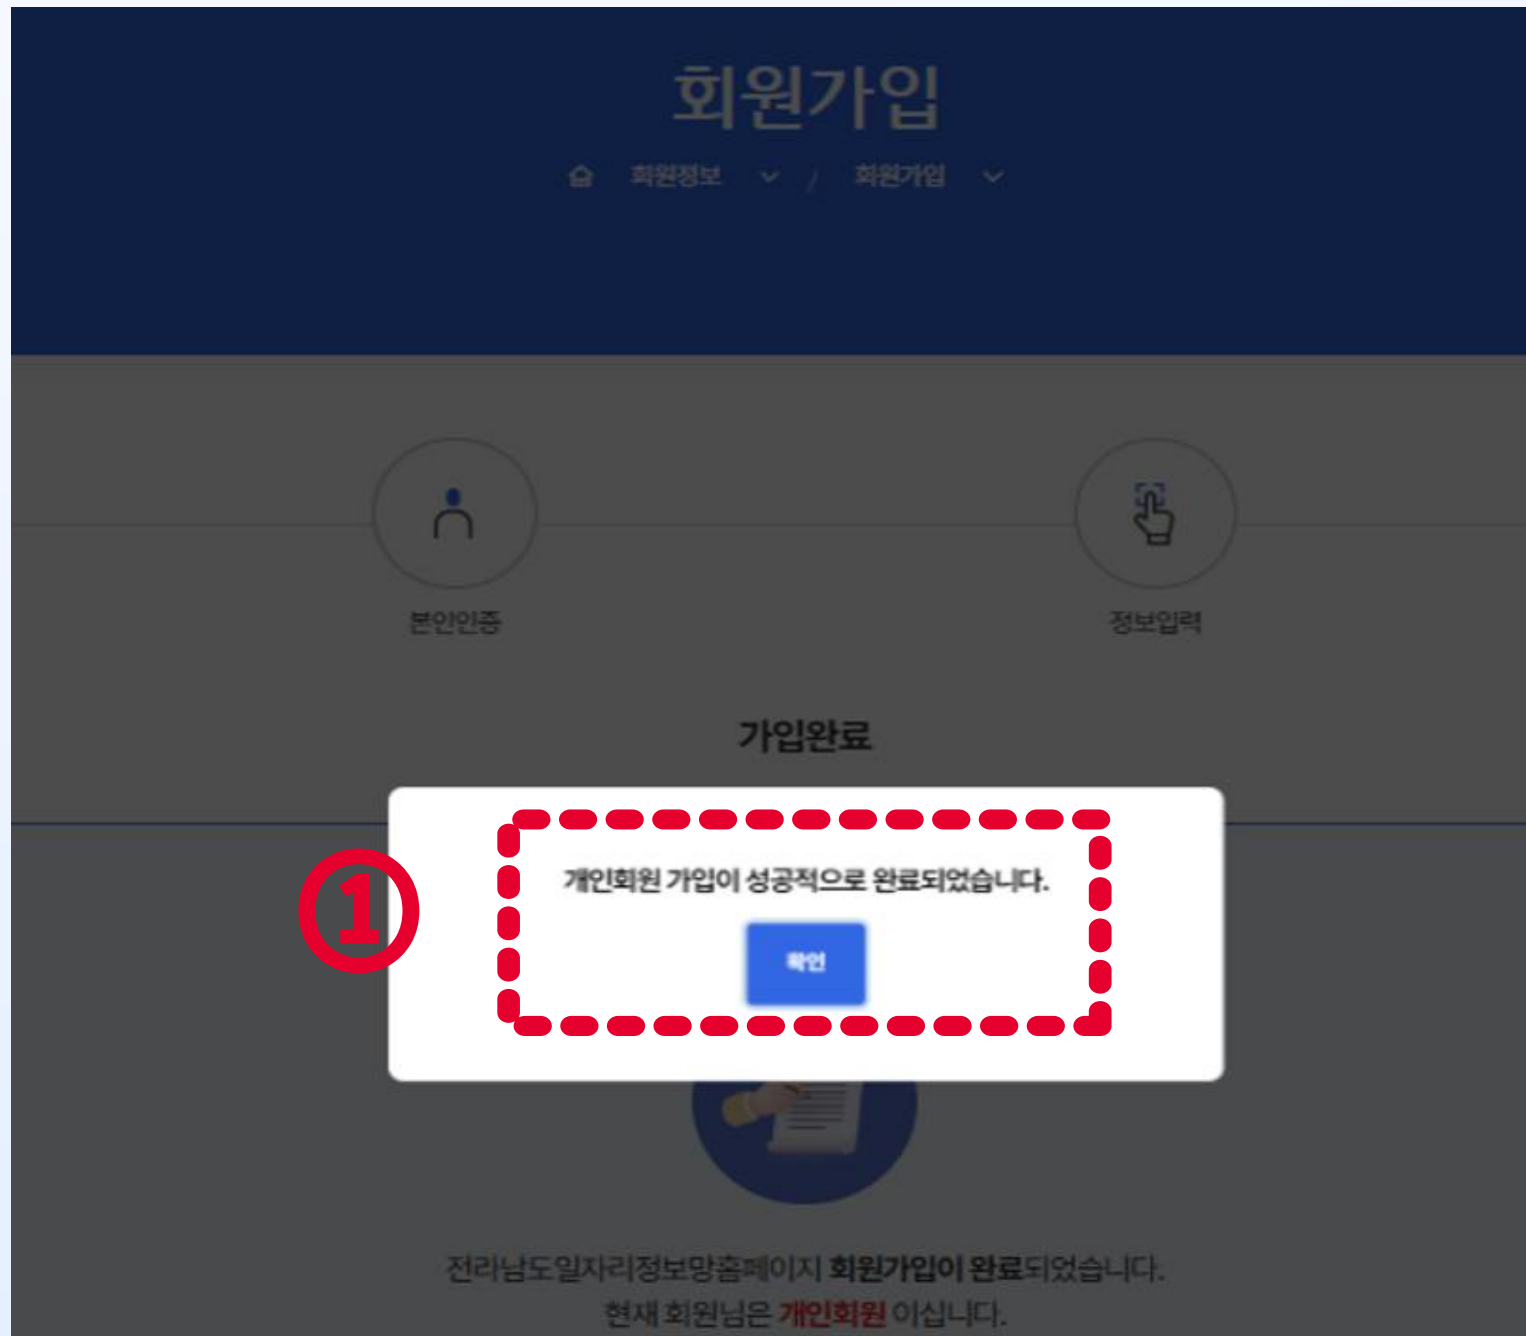 회원가입
회원정보 / 회원가입
본인인증
정보입력
가입완료
①
개인회원 가입이 성공적으로 완료되었습니다.
확인
전라남도일자리정보망홈페이지 회원가입이 완료되었습니다.
현재 회원님은 개인회원 이십니다.